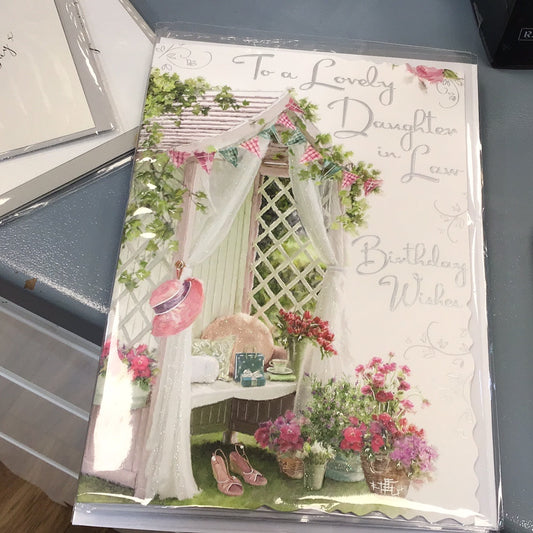 To a Lovely
Daughter
in Law
Birthday
Wishes